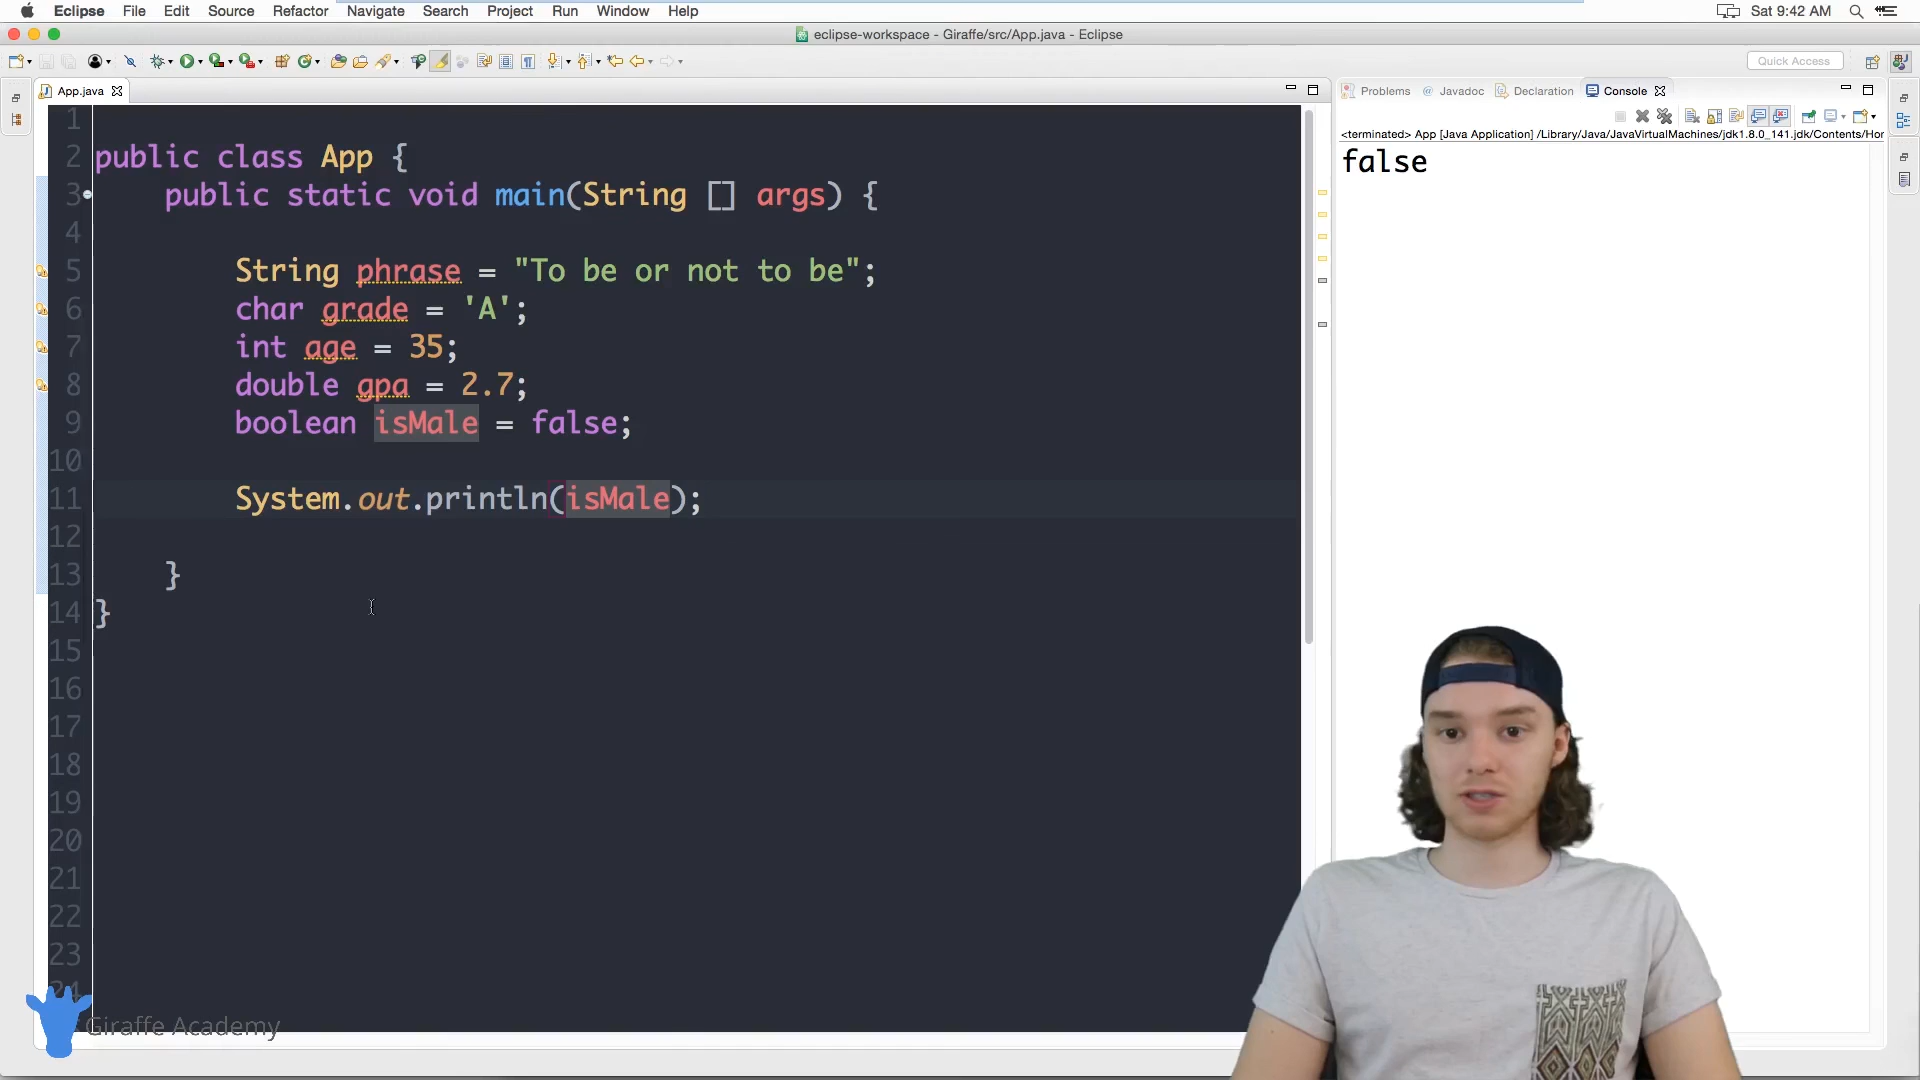 Eclipse File Edit Source Refactor Navigate Search Project Run Window Help Sat 9:42 AM
eclipse-workspace - Giraffe/src/App.java - Eclipse
Quick Access
App.java
Problems @ Javadoc Declaration Console
<terminated> App [Java Application] /Library/Java/JavaVirtualMachines/jdk1.8.0_141.jdk/Contents/Hor
false
1
2 public class App {
3 public static void main(String [] args) {
4
5 String phrase = "To be or not to be";
6 char grade = 'A';
7 int age = 35;
8 double gpa = 2.7;
9 boolean isMale = false;
10
11 System.out.println(isMale);
12
13 }
14 }
15
16
17
18
19
20
21
22
23
24
Giraffe Academy